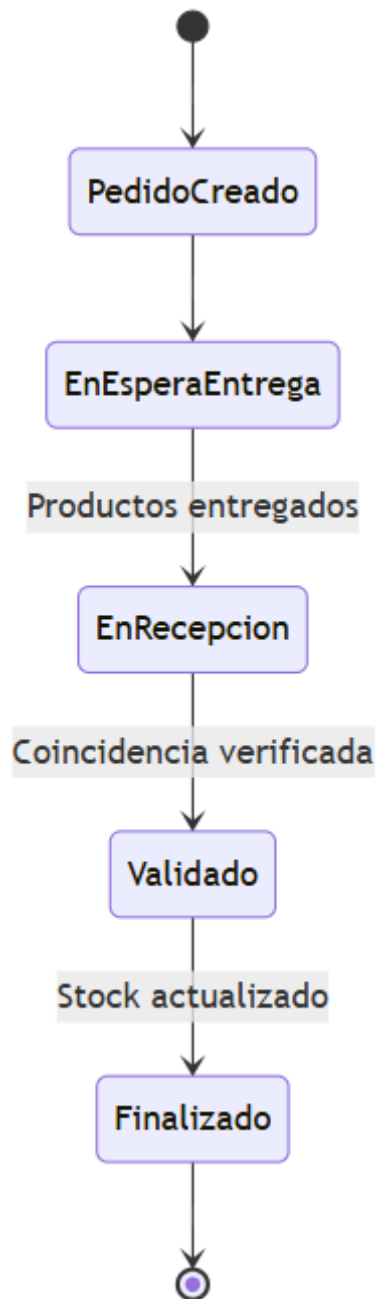 PedidoCreado
EnEsperaEntrega
Productos entregados
EnRecepcion
Coincidencia verificada
Validado
Stock actualizado
Finalizado